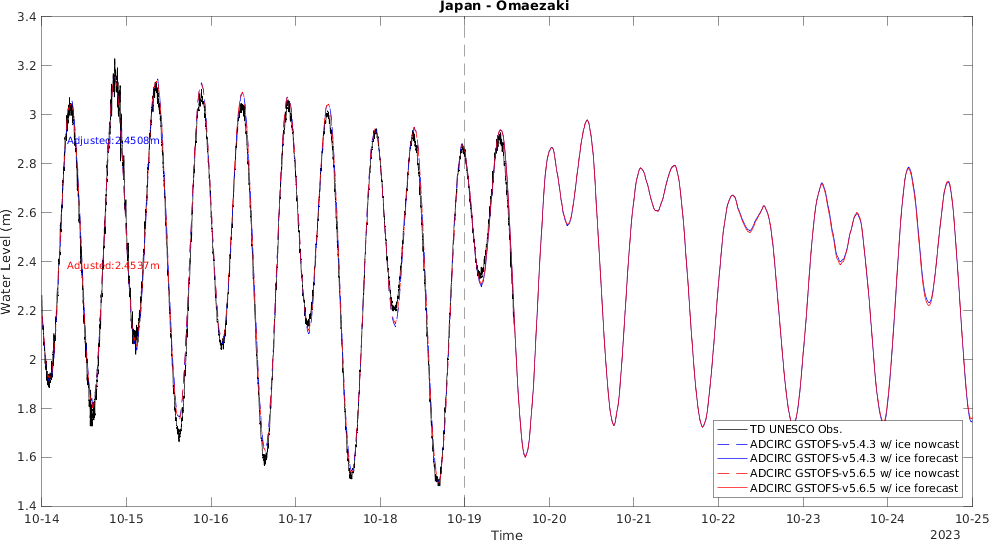 Japan - Omaezaki
3.4
3.2
3
2.8
2.6
2.4
2.2
2
1.8
1.6
1.4
Water Level (m)
Adjusted:2.4508m
Adjusted:2.4537m
TD UNESCO Obs.
ADCIRC GSTOFS-v5.4.3 w/ ice nowcast
ADCIRC GSTOFS-v5.4.3 w/ ice forecast
ADCIRC GSTOFS-v5.6.5 w/ ice nowcast
ADCIRC GSTOFS-v5.6.5 w/ ice forecast
10-14 10-15 10-16 10-17 10-18 10-19 10-20 10-21 10-22 10-23 10-24 10-25
Time
2023